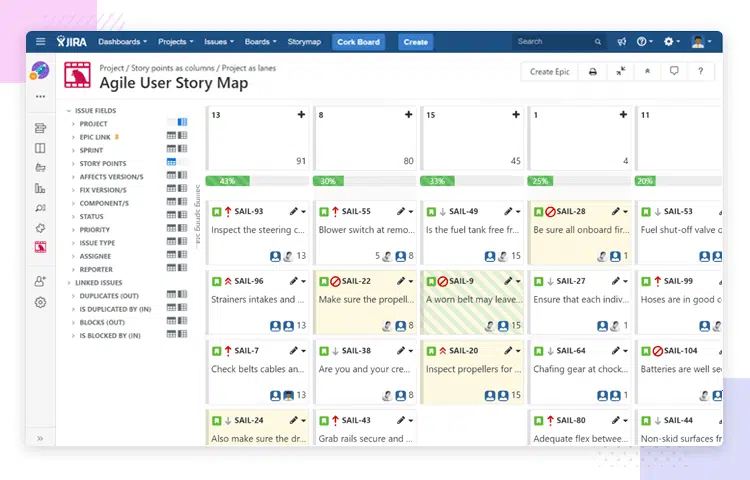 JIRA Dashboards Projects Issues Boards Storymap Cork Board Create Search
Project / Story points as columns / Project as lanes
Agile User Story Map
Create Epic ?
ISSUE FIELDS
PROJECT
EPIC LINK
SPRINT
STORY POINTS
AFFECTS VERSION/S
FIX VERSION/S
COMPONENT/S
STATUS
PRIORITY
ISSUE TYPE
ASSIGNEE
REPORTER
LINKED ISSUES
DUPLICATES (OUT)
IS DUPLICATED BY (IN)
BLOCKS (OUT)
IS BLOCKED BY (IN)
13 8 15 1 11
91 80 45 4
43% 30% 33% 25% 20%
SAIL-93 SAIL-55 SAIL-49 SAIL-28 SAIL-53
Inspect the steering c... Blower switch at remo... Is the fuel tank free fr Be sure all onboard fir Fuel shut-off valve o
13 5 8 15 1
SAIL-96 SAIL-22 SAIL-9 SAIL-27 SAIL-99
Strainers intakes and ... Make sure the propell A worn belt may leave Ensure that each indiv Hoses are in good c
13 8 15 1
SAIL-7 SAIL-38 SAIL-20 SAIL-64 SAIL-104
Check belts cables an... Are you and your cre Inspect propellers for ... Chafing gear at chock Batteries are well sec
13 8 15 1
SAIL-24 SAIL-43 SAIL-80 SAIL-44
Also make sure the dr Grab rails secure and ... Adequate flex betwee Non-skid surfaces f